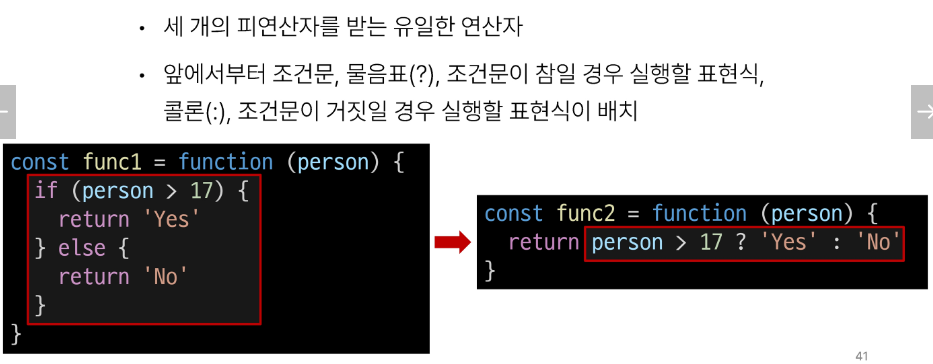 • 세 개의 피연산자를 받는 유일한 연산자
• 앞에서부터 조건문, 물음표(?), 조건문이 참일 경우 실행할 표현식,
콜론(:), 조건문이 거짓일 경우 실행할 표현식이 배치
const func1 = function (person) {
  if (person > 17) {
    return 'Yes'
  } else {
    return 'No'
  }
}
const func2 = function (person) {
  return person > 17 ? 'Yes' : 'No'
}
41